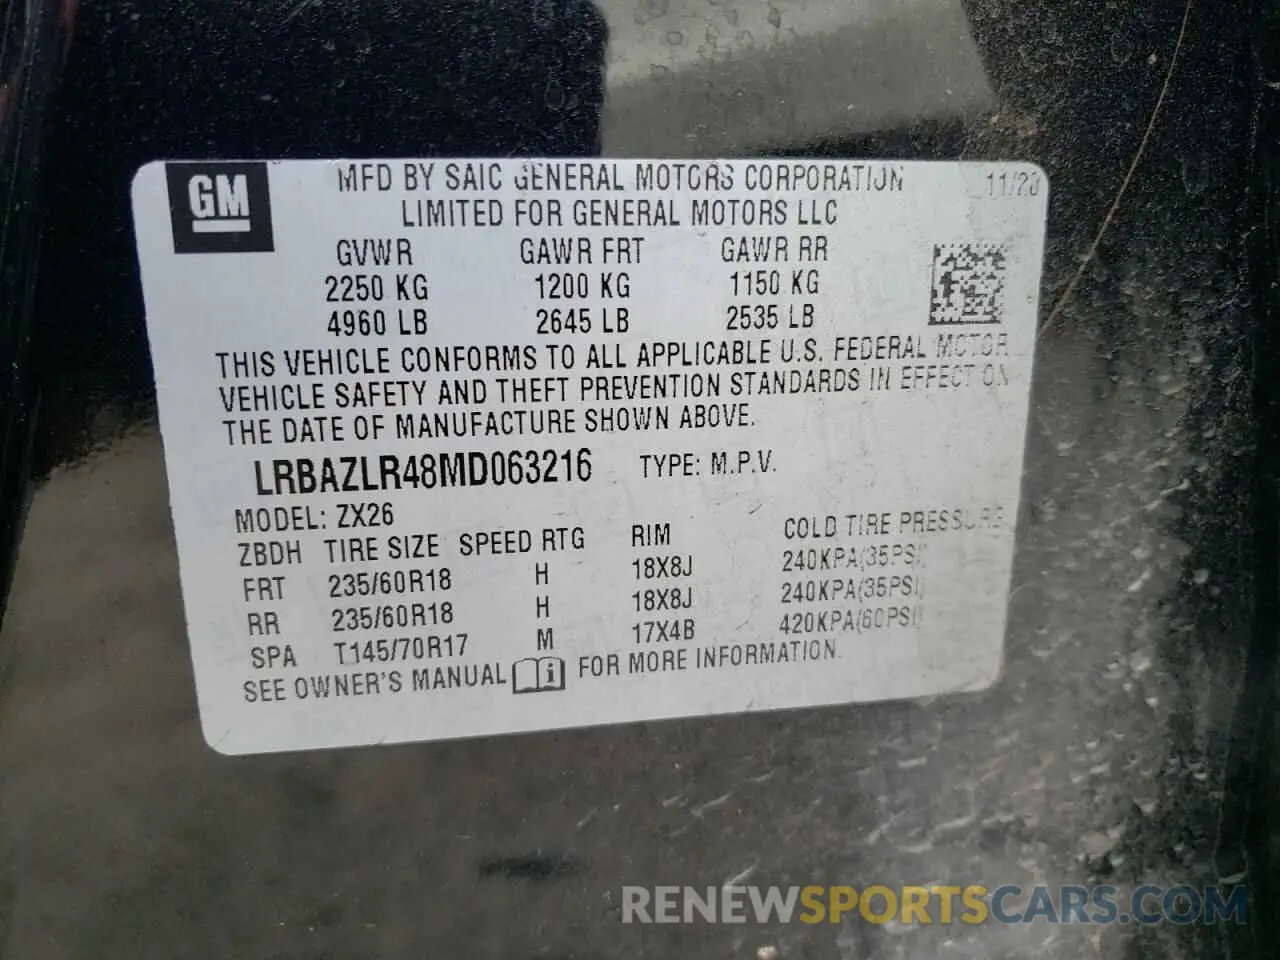 GM
MFD BY SAIC GENERAL MOTORS CORPORATION 11/20
LIMITED FOR GENERAL MOTORS LLC
GVWR GAWR FRT GAWR RR
2250 KG 1200 KG 1150 KG
4960 LB 2645 LB 2535 LB
THIS VEHICLE CONFORMS TO ALL APPLICABLE U.S. FEDERAL MOTOR
VEHICLE SAFETY AND THEFT PREVENTION STANDARDS IN EFFECT ON
THE DATE OF MANUFACTURE SHOWN ABOVE.
LRBAZLR48MD063216 TYPE: M.P.V.
MODEL: ZX26
ZBDH TIRE SIZE SPEED RTG RIM COLD TIRE PRESSURE
FRT 235/60R18 H 18X8J 240KPA(35PSI)
RR 235/60R18 H 18X8J 240KPA(35PSI)
SPA T145/70R17 M 17X4B 420KPA(60PSI)
SEE OWNER'S MANUAL i FOR MORE INFORMATION.
RENEWSPORTSCARS.COM